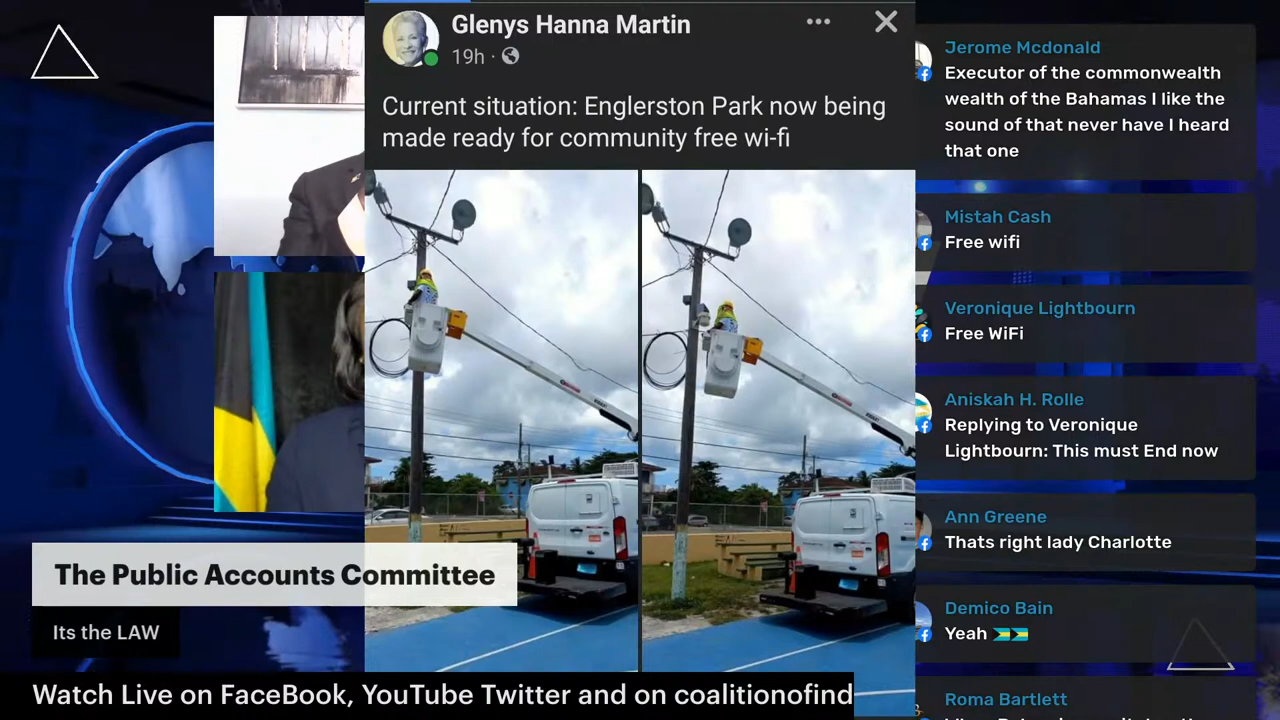 Glenys Hanna Martin
19h
Current situation: Englerston Park now being
made ready for community free wi-fi
Jerome Mcdonald
Executor of the commonwealth
wealth of the Bahamas I like the
sound of that never have I heard
that one
Mistah Cash
Free wifi
Veronique Lightbourn
Free WiFi
Aniskah H. Rolle
Replying to Veronique
Lightbourn: This must End now
Ann Greene
Thats right lady Charlotte
Demico Bain
Yeah 🇧🇸🇧🇸
Roma Bartlett
The Public Accounts Committee
Its the LAW
Watch Live on FaceBook, YouTube Twitter and on coalitionofind